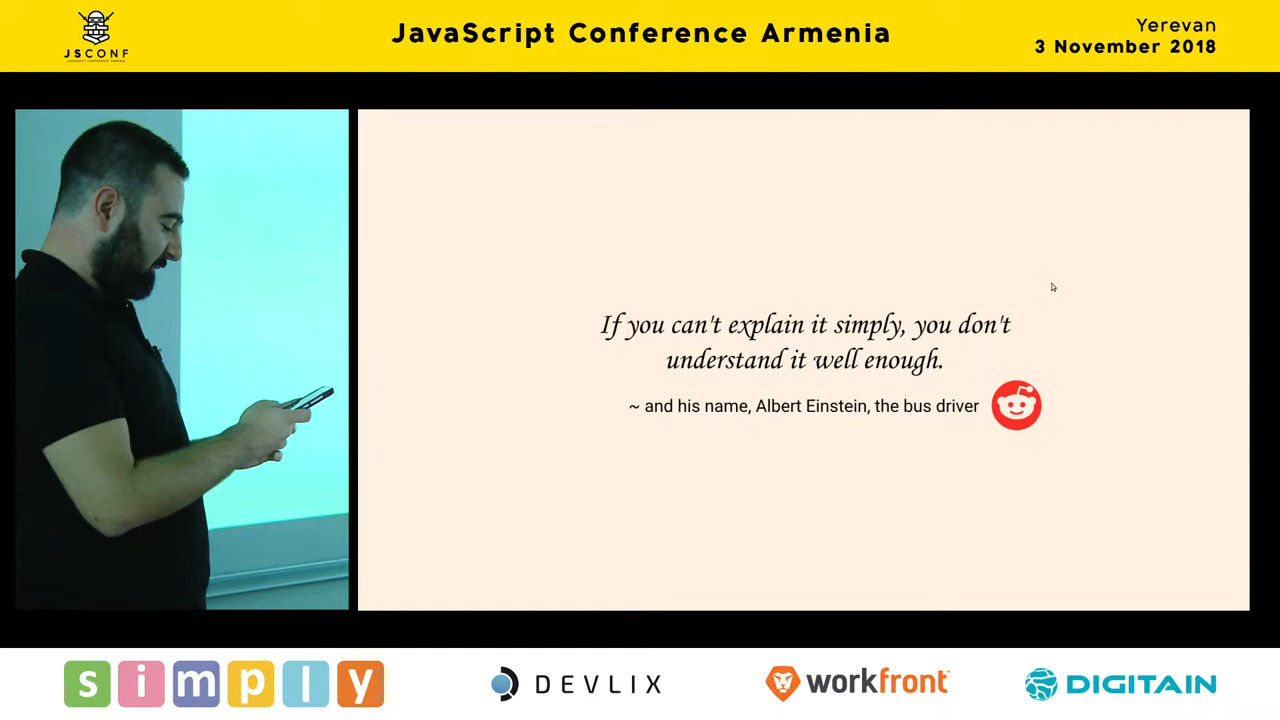 JSCONF
JavaScript Conference Armenia
Yerevan
3 November 2018
If you can't explain it simply, you don't
understand it well enough.
~ and his name, Albert Einstein, the bus driver
simply
DEVLIX
workfront
DIGITAIN